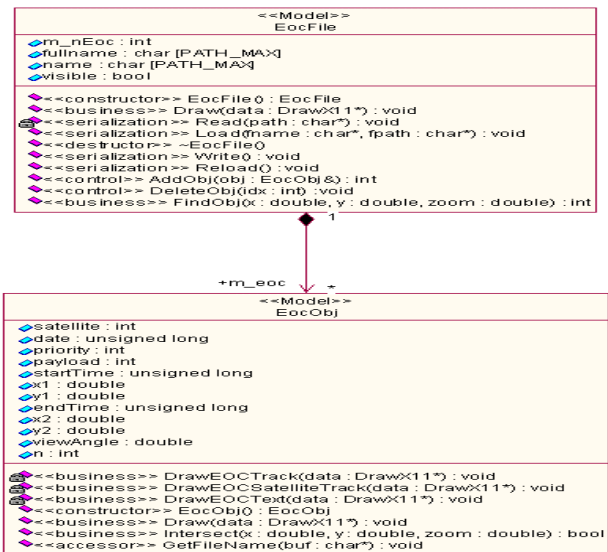 <<Model>>
EocFile
m_nEoc : int
fullname : char [PATH_MAX]
name : char [PATH_MAX]
visible : bool
<<constructor>> EocFile() : EocFile
<<business>> Draw(data : DrawX11*) : void
<<serialization>> Read(path : char*) : void
<<serialization>> Load(fname : char*, fpath : char*) : void
<<destructor>> ~EocFile()
<<serialization>> Write() : void
<<serialization>> Reload() : void
<<control>> AddObj(obj : EocObj&) : int
<<control>> DeleteObj(idx : int) :void
<<business>> FindObj(x : double, y : double, zoom : double) : int
1
+m_eoc
*
<<Model>>
EocObj
satellite : int
date : unsigned long
priority : int
payload : int
startTime : unsigned long
x1 : double
y1 : double
endTime : unsigned long
x2 : double
y2 : double
viewAngle : double
n : int
<<business>> DrawEOCTrack(data : DrawX11*) : void
<<business>> DrawEOCSatelliteTrack(data : DrawX11*) : void
<<business>> DrawEOCText(data : DrawX11*) : void
<<constructor>> EocObj() : EocObj
<<business>> Draw(data : DrawX11*) : void
<<business>> Intersect(x : double, y : double, zoom : double) : bool
<<accessor>> GetFileName(buf : char*) : void